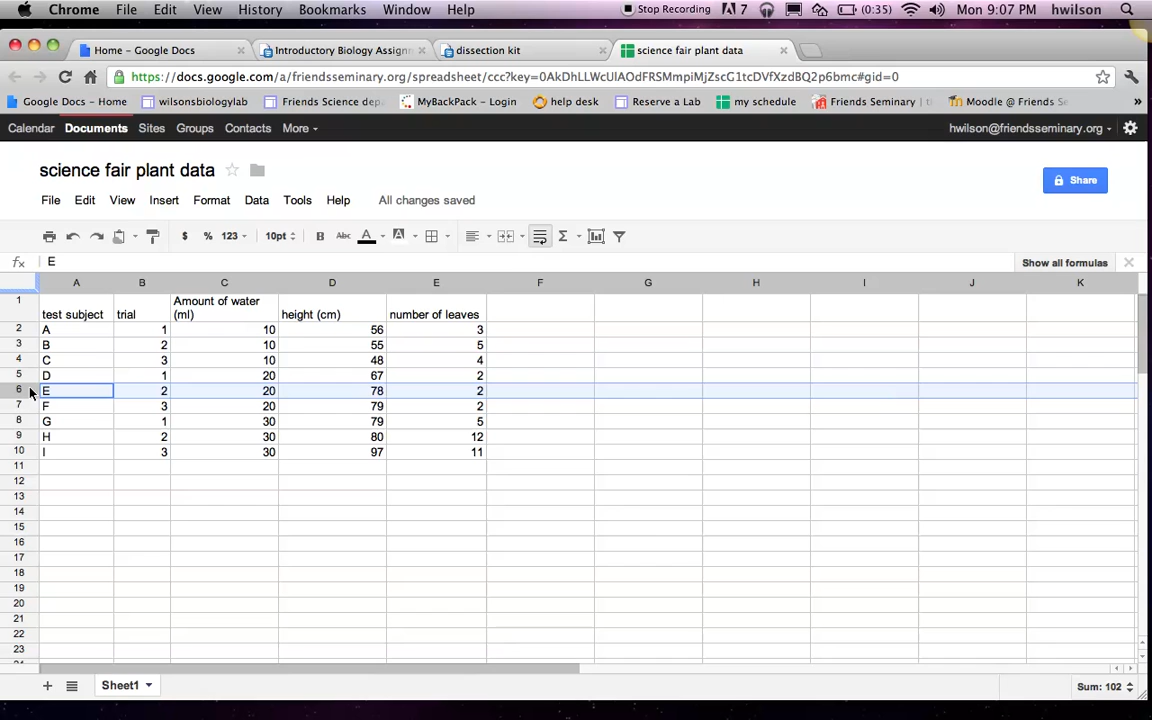 Chrome File Edit View History Bookmarks Window Help Stop Recording 7 (0:35) Mon 9:07 PM hwilson
Home - Google Docs Introductory Biology Assignm dissection kit science fair plant data
https://docs.google.com/a/friendsseminary.org/spreadsheet/ccc?key=0AkDhLLWcUlAOdFRSMmpiMjZscG1tcDVfXzdBQ2p6bmc#gid=0
Google Docs - Home wilsonsbiologylab Friends Science depa MyBackPack - Login help desk Reserve a Lab my schedule Friends Seminary | t Moodle @ Friends Se »
Calendar Documents Sites Groups Contacts More hwilson@friendsseminary.org
science fair plant data
Share
File Edit View Insert Format Data Tools Help All changes saved
$ % 123 10pt B Abc A A Σ
fx E Show all formulas
A B C D E F G H I J K
1 test subject trial Amount of water (ml) height (cm) number of leaves
2 A 1 10 56 3
3 B 2 10 55 5
4 C 3 10 48 4
5 D 1 20 67 2
6 E 2 20 78 2
7 F 3 20 79 2
8 G 1 30 79 5
9 H 2 30 80 12
10 I 3 30 97 11
11
12
13
14
15
16
17
18
19
20
21
22
23
Sheet1 Sum: 102